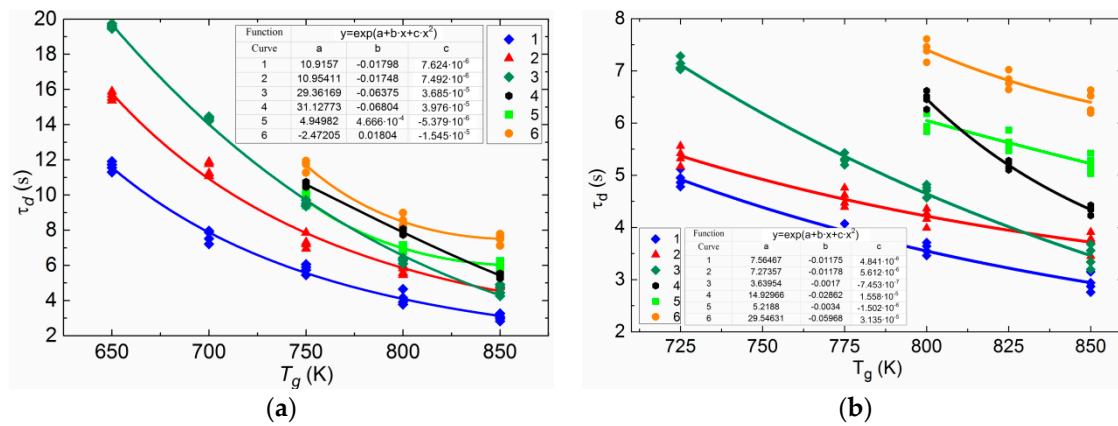 20
18
16
14
12
10
8
6
4
2
τd (s)
650 700 750 800 850
Tg (K)
Function y=exp(a+b·x+c·x²)
Curve a b c
1 10.9157 -0.01798 7.624·10⁻⁶
2 10.95411 -0.01748 7.492·10⁻⁶
3 29.36169 -0.06375 3.685·10⁻⁵
4 31.12773 -0.06804 3.976·10⁻⁵
5 4.94982 4.666·10⁻⁴ -5.379·10⁻⁶
6 -2.47205 0.01804 -1.545·10⁻⁵
1
2
3
4
5
6
(a)
8
7
6
5
4
3
2
τd (s)
725 750 775 800 825 850
Tg (K)
1
2
3
4
5
6
Function y=exp(a+b·x+c·x²)
Curve a b c
1 7.56467 -0.01175 4.841·10⁻⁶
2 7.27357 -0.01178 5.612·10⁻⁶
3 3.63954 -0.0017 -7.453·10⁻⁷
4 14.92966 -0.02862 1.558·10⁻⁵
5 5.2188 -0.0034 -1.502·10⁻⁶
6 29.54631 -0.05968 3.135·10⁻⁵
(b)